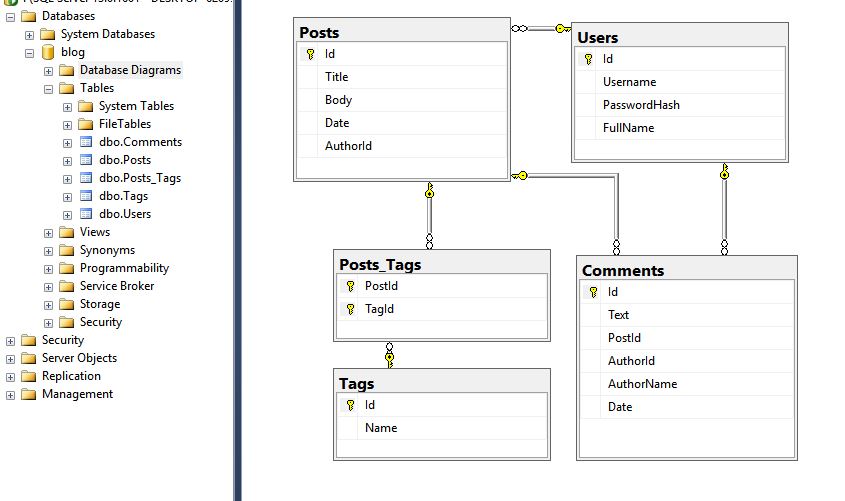 Databases
System Databases
blog
Database Diagrams
Tables
System Tables
FileTables
dbo.Comments
dbo.Posts
dbo.Posts_Tags
dbo.Tags
dbo.Users
Views
Synonyms
Programmability
Service Broker
Storage
Security
Security
Server Objects
Replication
Management
Posts
Id
Title
Body
Date
AuthorId
Users
Id
Username
PasswordHash
FullName
Posts_Tags
PostId
TagId
Tags
Id
Name
Comments
Id
Text
PostId
AuthorId
AuthorName
Date